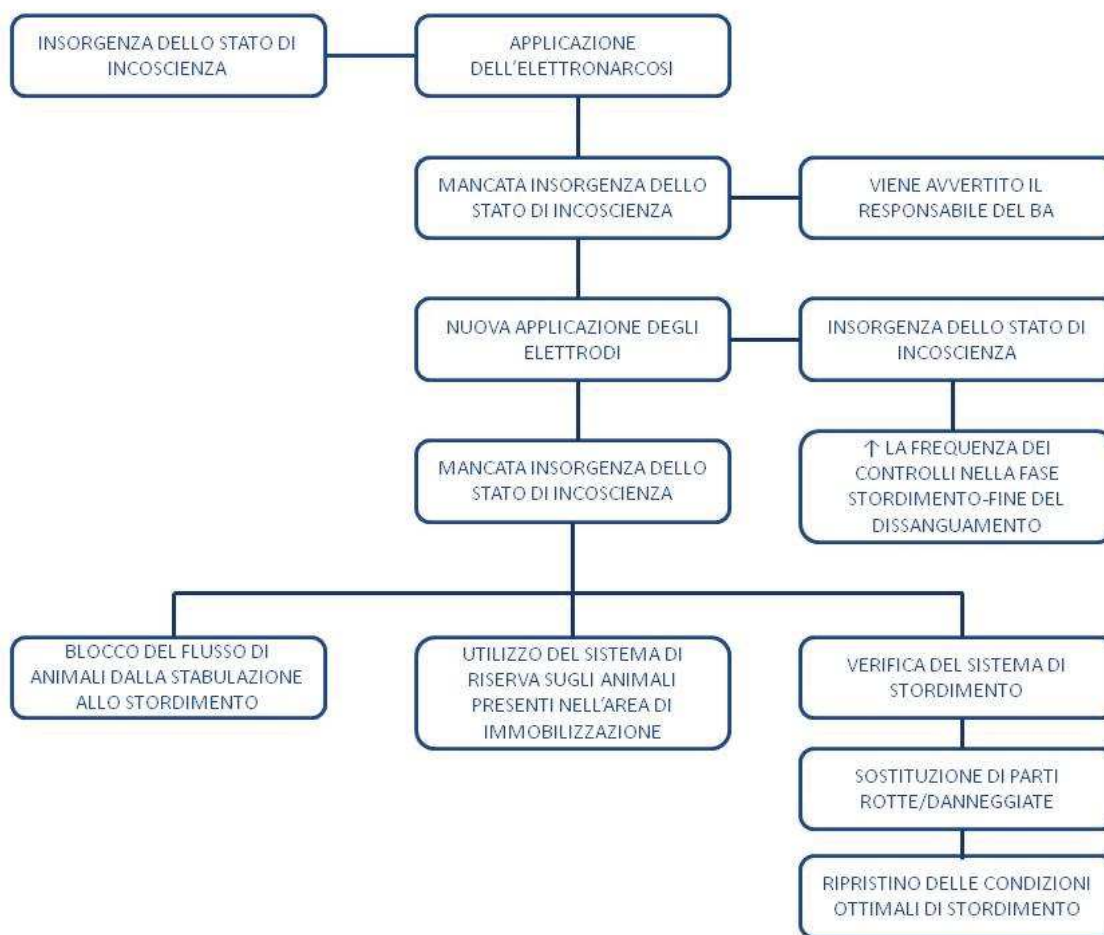 INSORGENZA DELLO STATO DI
INCOSCIENZA
APPLICAZIONE
DELL'ELETTRONARCOSI
MANCATA INSORGENZA DELLO
STATO DI INCOSCIENZA
VIENE AVVERTITO IL
RESPONSABILE DEL BA
NUOVA APPLICAZIONE DEGLI
ELETTRODI
INSORGENZA DELLO STATO DI
INCOSCIENZA
MANCATA INSORGENZA DELLO
STATO DI INCOSCIENZA
↑ LA FREQUENZA DEI
CONTROLLI NELLA FASE
STORDIMENTO-FINE DEL
DISSANGUAMENTO
BLOCCO DEL FLUSSO DI
ANIMALI DALLA STABULAZIONE
ALLO STORDIMENTO
UTILIZZO DEL SISTEMA DI
RISERVA SUGLI ANIMALI
PRESENTI NELL'AREA DI
IMMOBILIZZAZIONE
VERIFICA DEL SISTEMA DI
STORDIMENTO
SOSTITUZIONE DI PARTI
ROTTE/DANNEGGIATE
RIPRISTINO DELLE CONDIZIONI
OTTIMALI DI STORDIMENTO